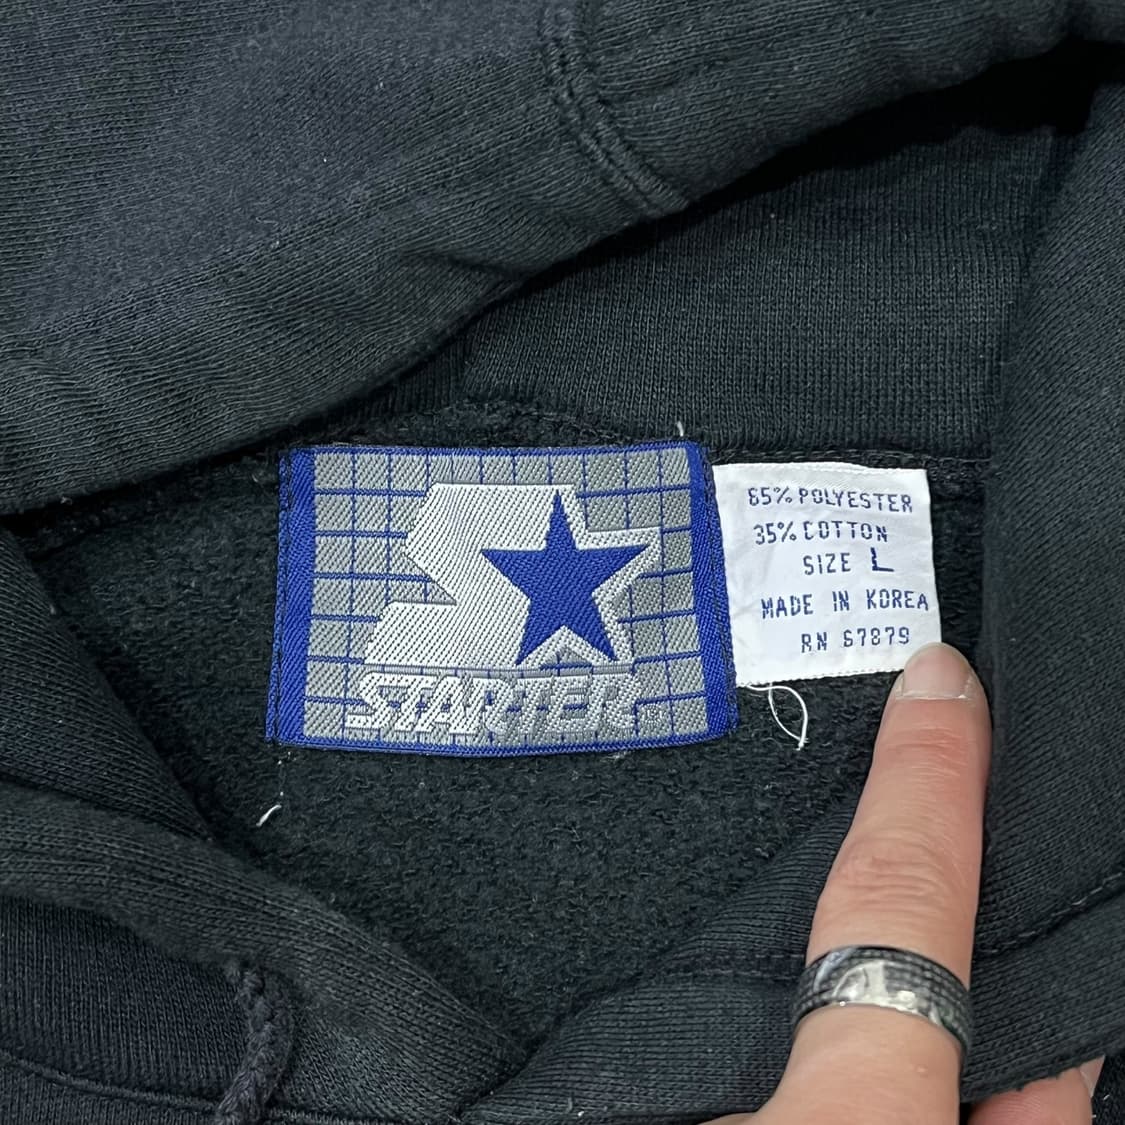 STARTER®
65% POLYESTER
35% COTTON
SIZE L
MADE IN KOREA
RN 67879